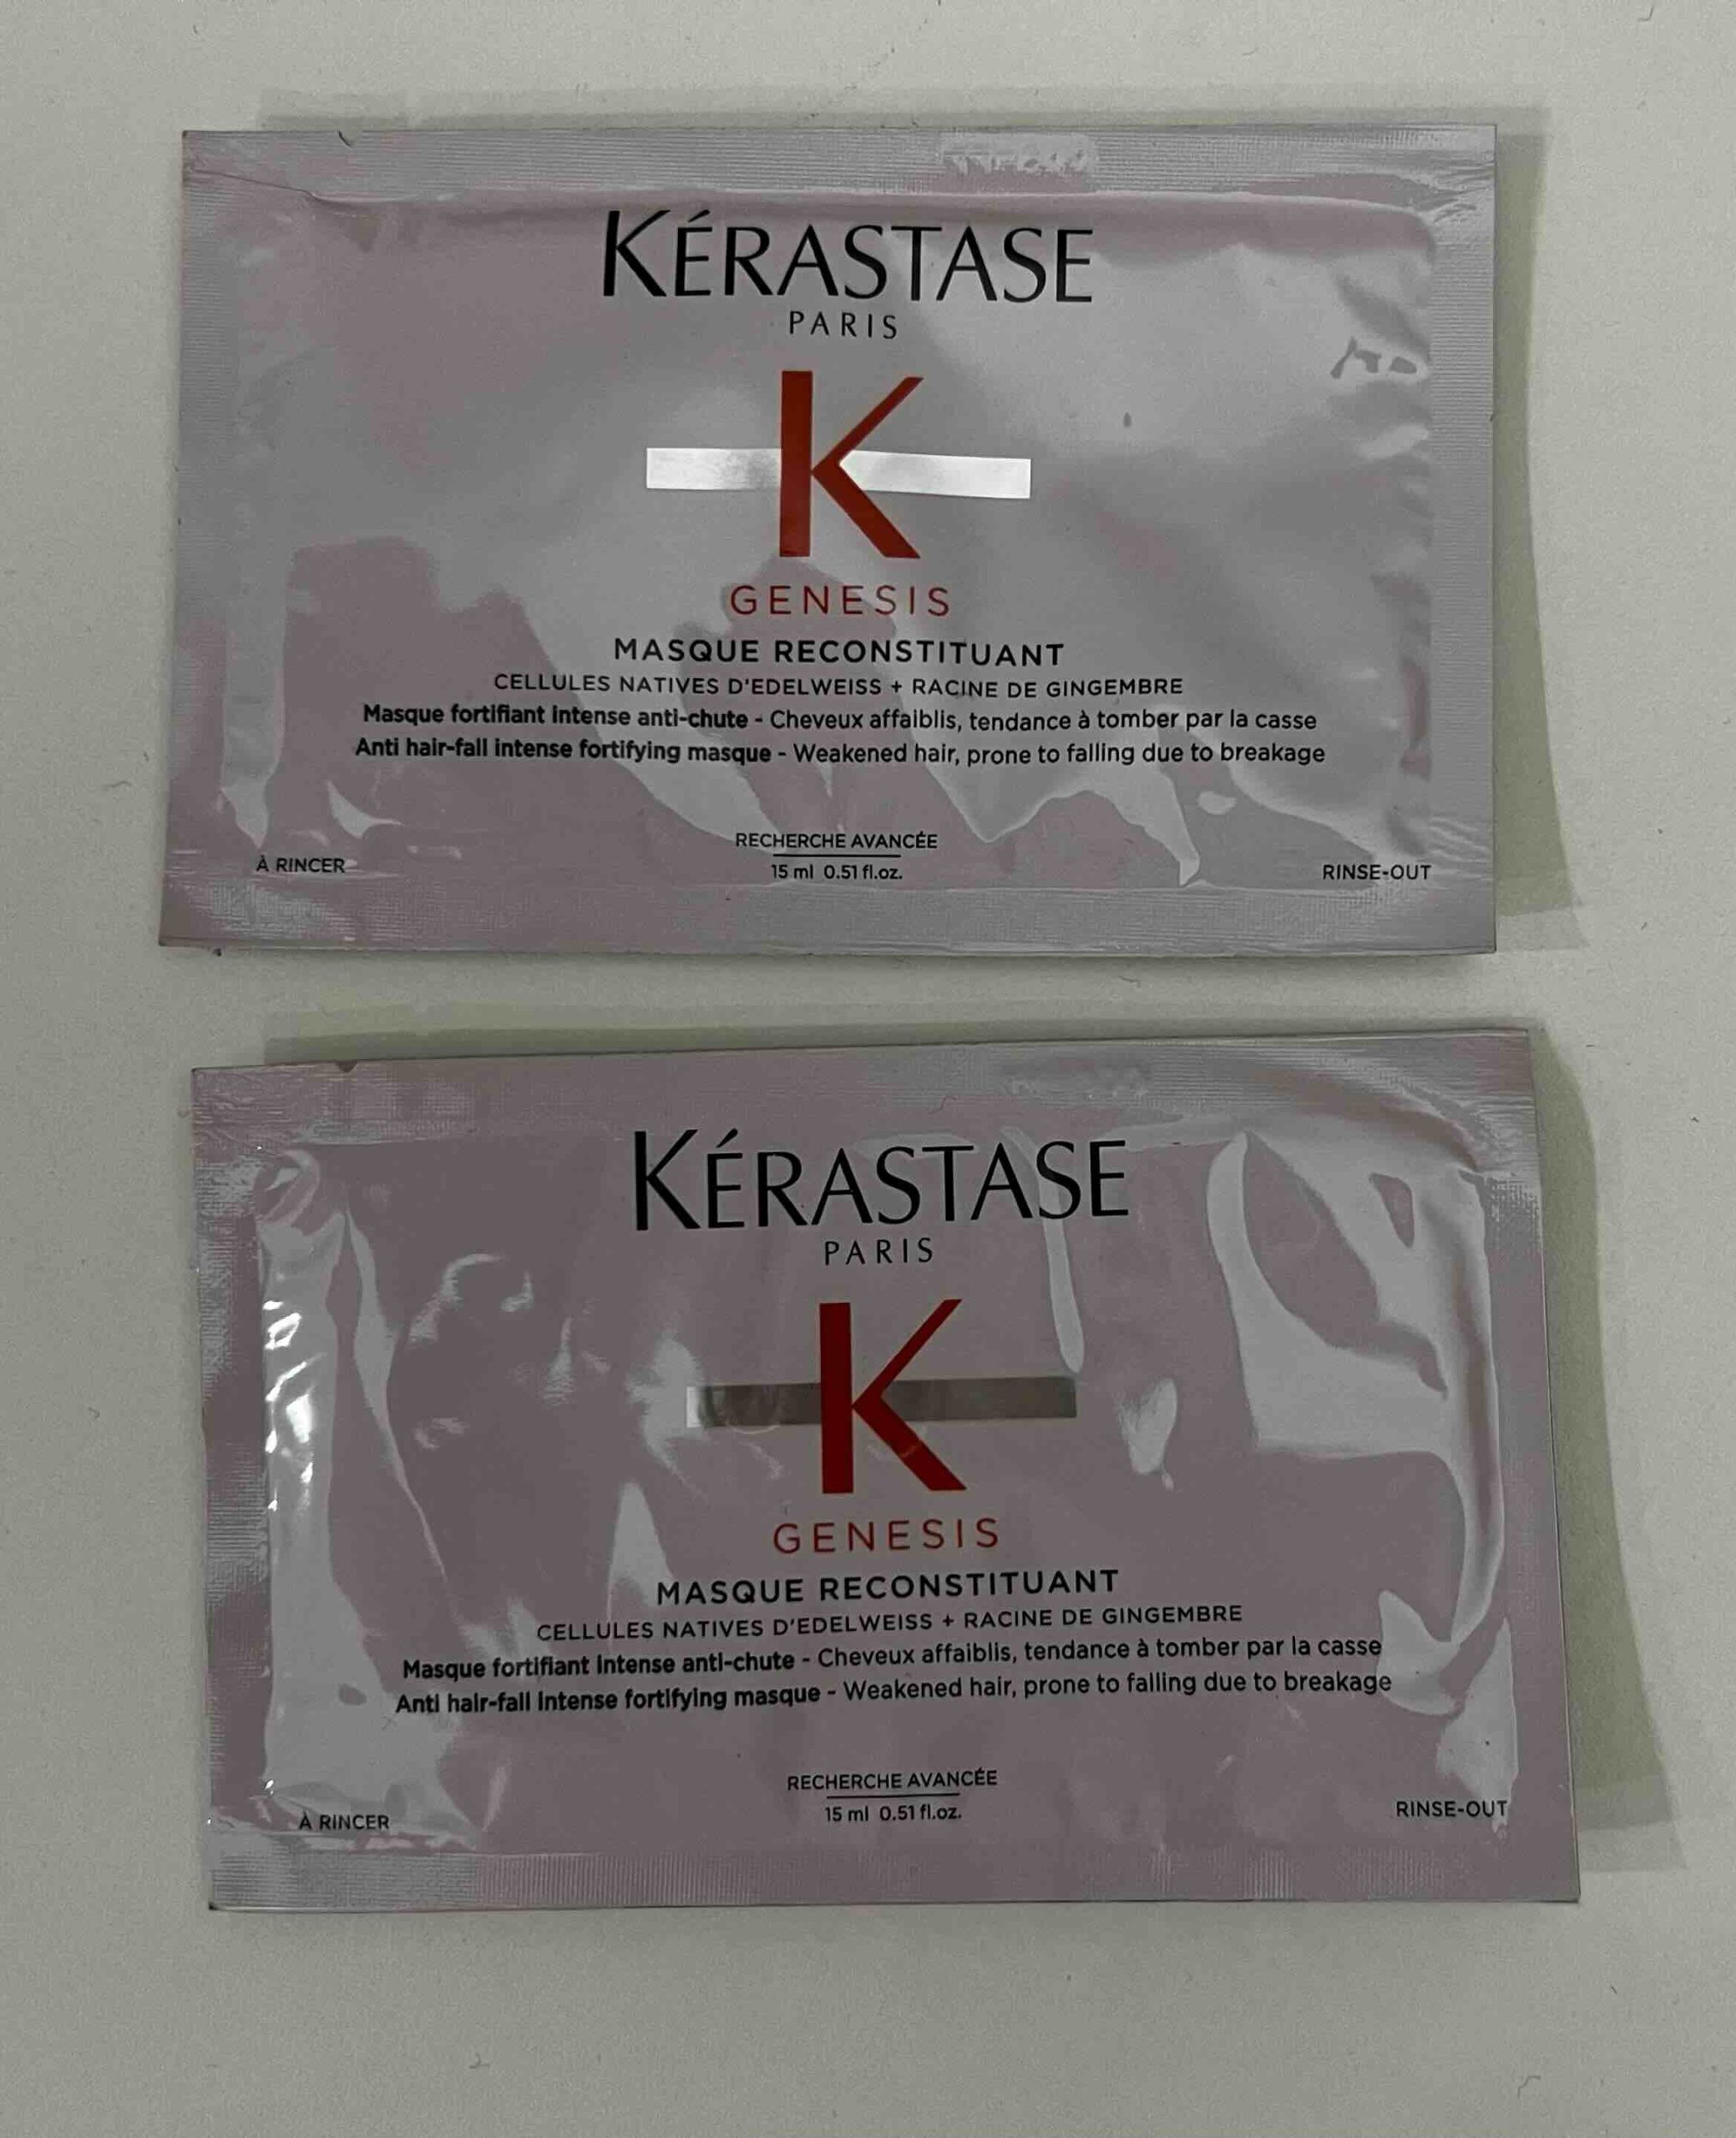 KÉRASTASE
PARIS
K
GENESIS
MASQUE RECONSTITUANT
CELLULES NATIVES D'EDELWEISS + RACINE DE GINGEMBRE
Masque fortifiant intense anti-chute - Cheveux affaiblis, tendance à tomber par la casse
Anti hair-fall intense fortifying masque - Weakened hair, prone to falling due to breakage
RECHERCHE AVANCÉE
À RINCER
15 ml 0.51 fl.oz.
RINSE-OUT
KÉRASTASE
PARIS
K
GENESIS
MASQUE RECONSTITUANT
CELLULES NATIVES D'EDELWEISS + RACINE DE GINGEMBRE
Masque fortifiant intense anti-chute - Cheveux affaiblis, tendance à tomber par la casse
Anti hair-fall intense fortifying masque - Weakened hair, prone to falling due to breakage
RECHERCHE AVANCÉE
À RINCER
15 ml 0.51 fl.oz.
RINSE-OUT